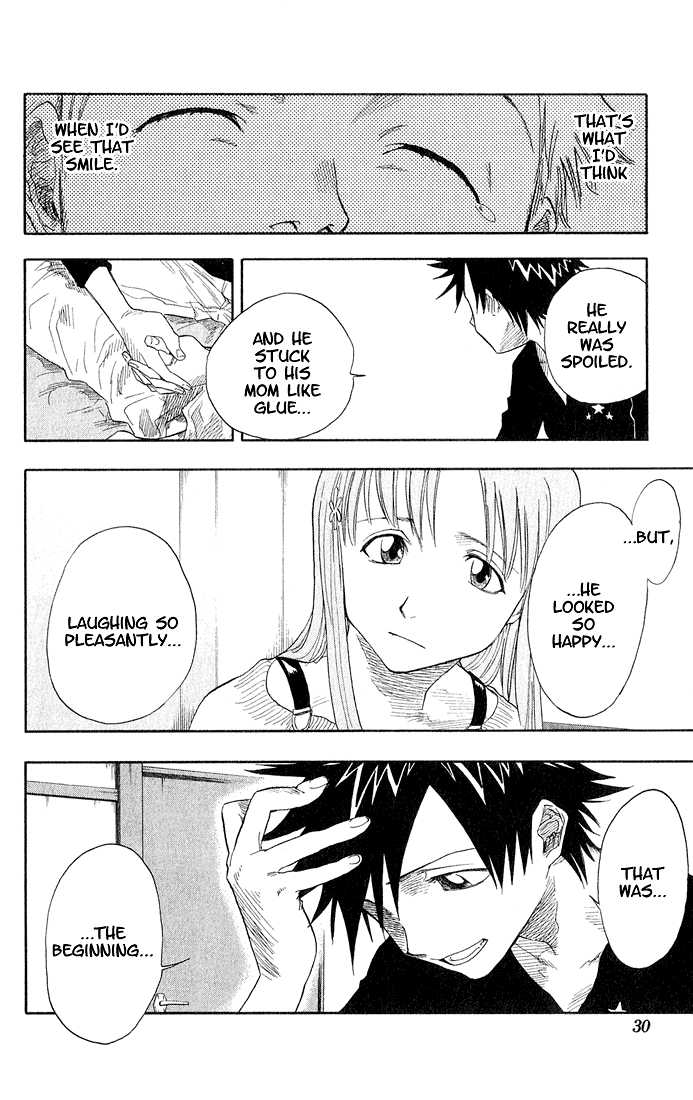 THAT'S
WHAT
I'D
THINK
WHEN I'D
SEE THAT
SMILE.
HE
REALLY
WAS
SPOILED.
AND HE
STUCK
TO HIS
MOM LIKE
GLUE...
...BUT,
...HE
LOOKED
SO
HAPPY...
LAUGHING SO
PLEASANTLY...
THAT
WAS...
...THE
BEGINNING...
30